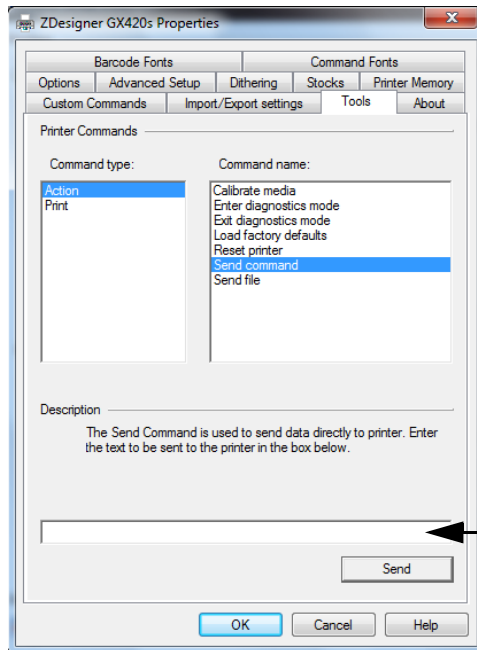 ZDesigner GX420s Properties
Barcode Fonts Command Fonts
Options Advanced Setup Dithering Stocks Printer Memory
Custom Commands Import/Export settings Tools About
Printer Commands
Command type: Command name:
Action
Print
Calibrate media
Enter diagnostics mode
Exit diagnostics mode
Load factory defaults
Reset printer
Send command
Send file
Description
The Send Command is used to send data directly to printer. Enter
the text to be sent to the printer in the box below.
Send
OK Cancel Help